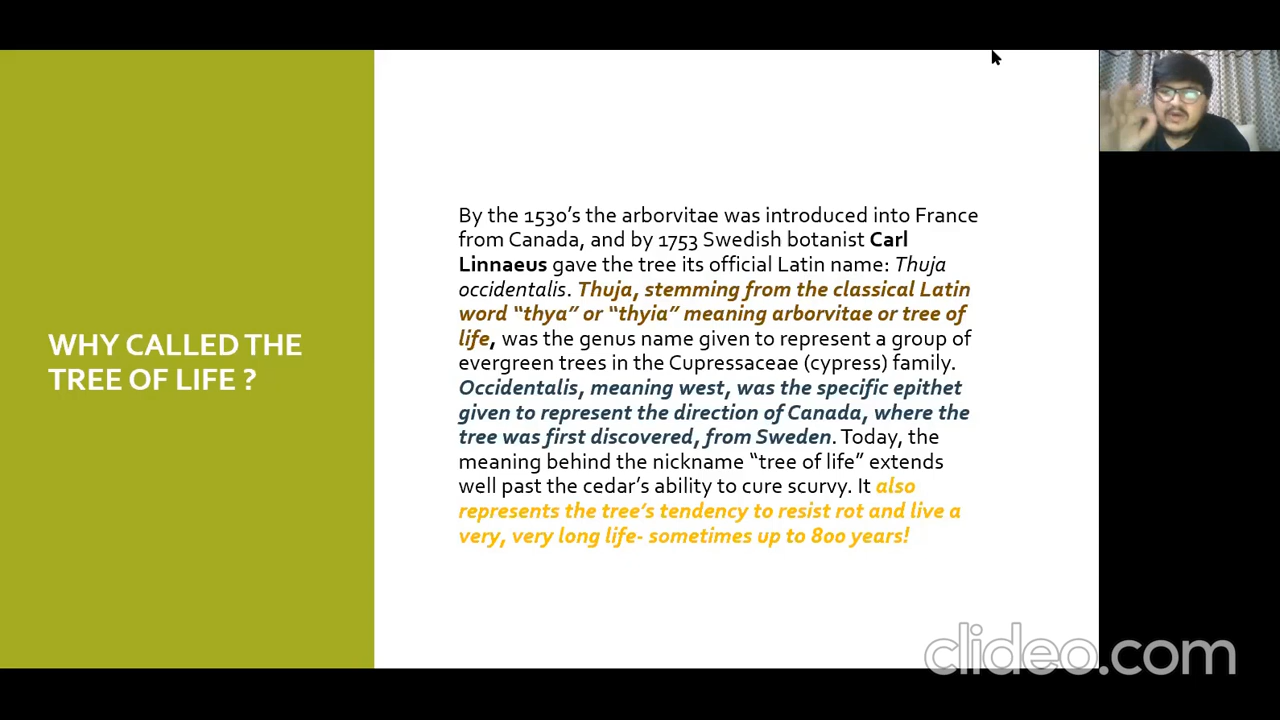 WHY CALLED THE
TREE OF LIFE ?
By the 1530's the arborvitae was introduced into France
from Canada, and by 1753 Swedish botanist Carl
Linnaeus gave the tree its official Latin name: Thuja
occidentalis. Thuja, stemming from the classical Latin
word “thya” or “thyia” meaning arborvitae or tree of
life, was the genus name given to represent a group of
evergreen trees in the Cupressaceae (cypress) family.
Occidentalis, meaning west, was the specific epithet
given to represent the direction of Canada, where the
tree was first discovered, from Sweden. Today, the
meaning behind the nickname “tree of life” extends
well past the cedar's ability to cure scurvy. It also
represents the tree's tendency to resist rot and live a
very, very long life- sometimes up to 800 years!
clideo.com